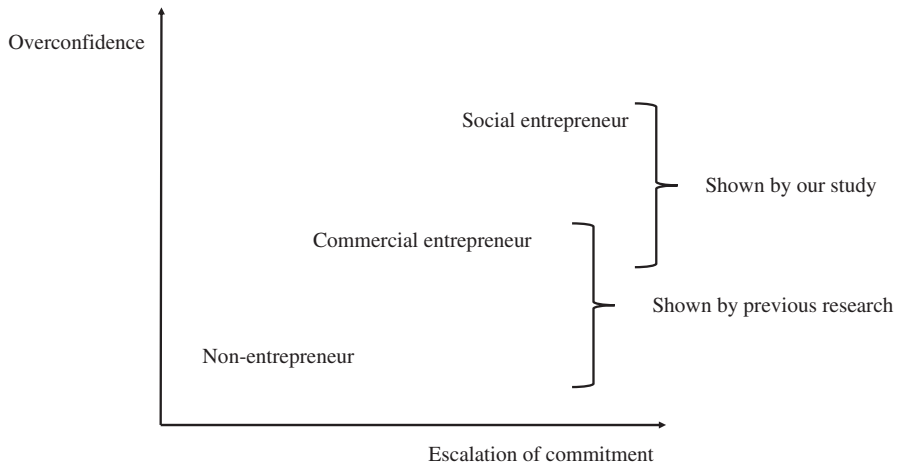 Overconfidence
Social entrepreneur
Shown by our study
Commercial entrepreneur
Shown by previous research
Non-entrepreneur
Escalation of commitment